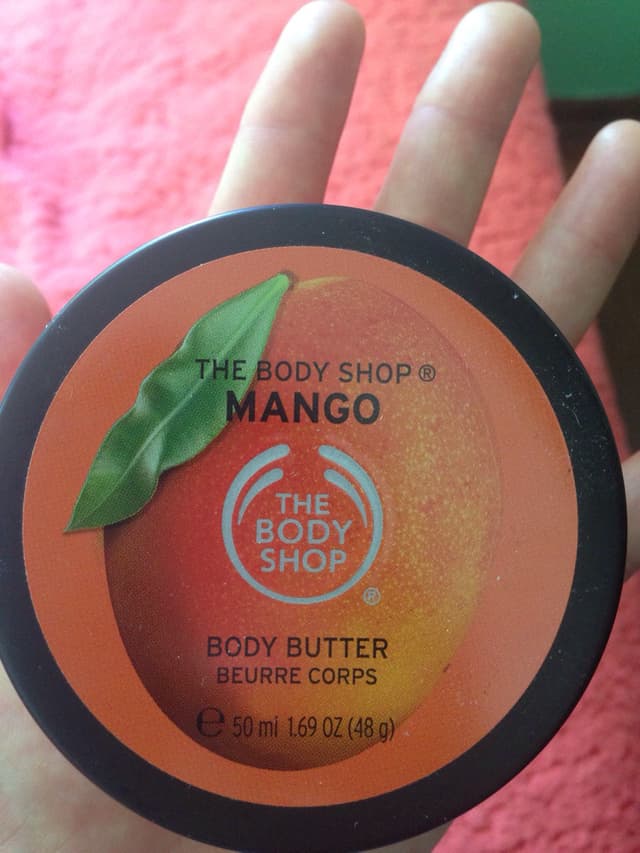 THE BODY SHOP ®
MANGO
THE
BODY
SHOP
®
BODY BUTTER
BEURRE CORPS
℮ 50 ml 1.69 OZ (48 g)